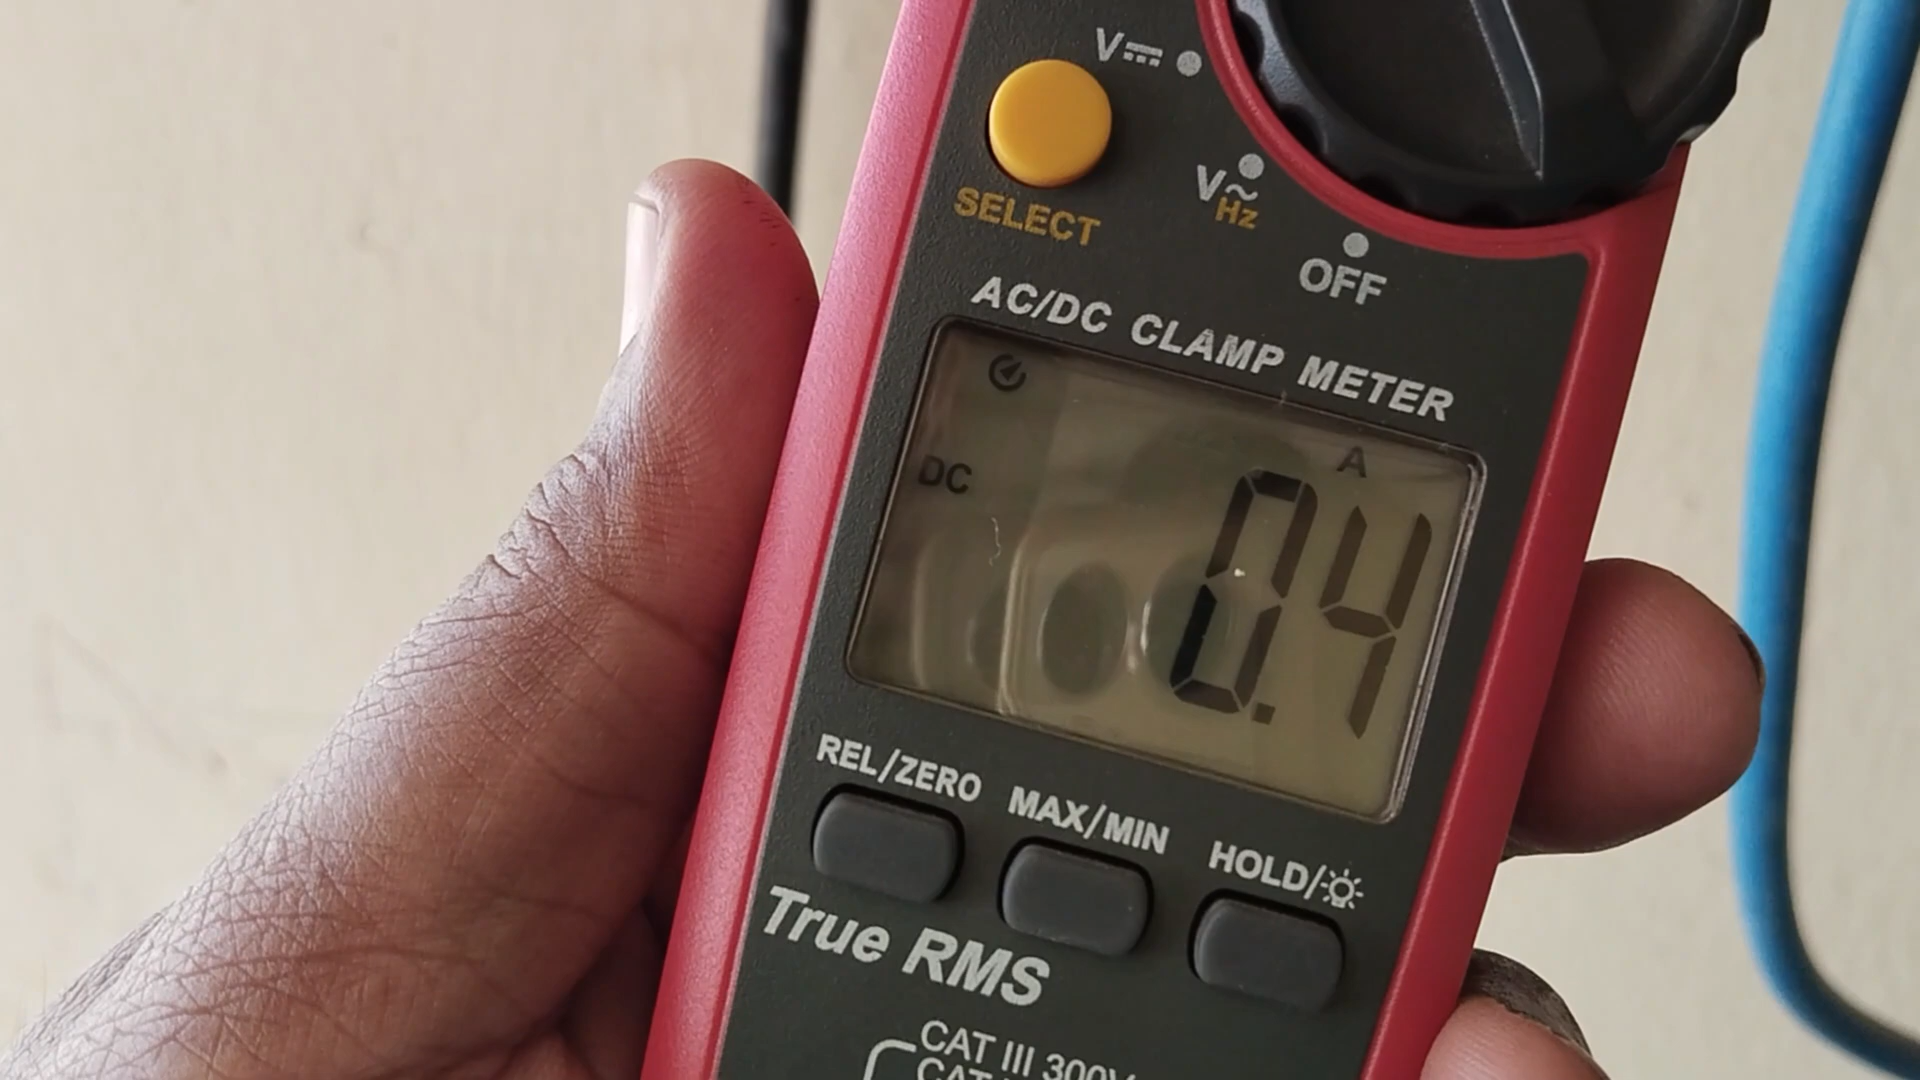 V⎓
SELECT
V~
Hz
OFF
AC/DC CLAMP METER
A
DC
0.4
REL/ZERO MAX/MIN HOLD/
True RMS
CAT III 300V
CAT